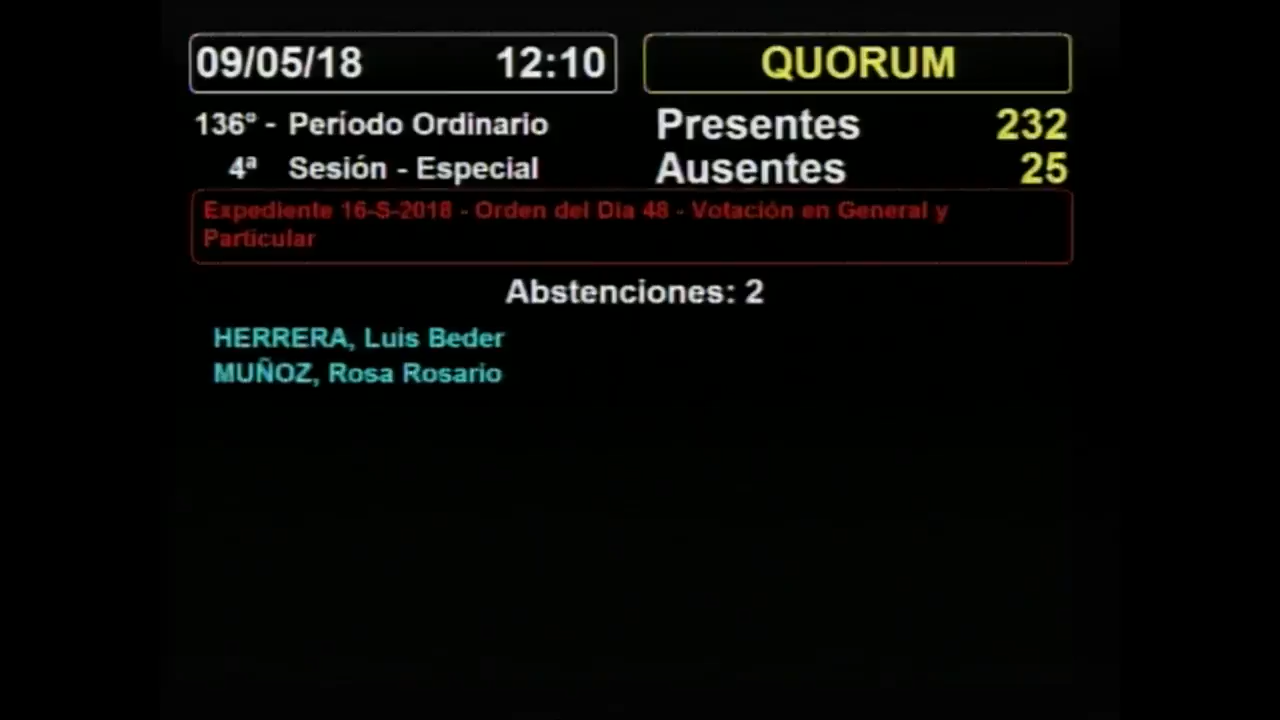 09/05/18 12:10 QUORUM
136º - Período Ordinario Presentes 232
4ª Sesión - Especial Ausentes 25
Expediente 16-S-2018 - Orden del Dia 48 - Votación en General y
Particular
Abstenciones: 2
HERRERA, Luis Beder
MUÑOZ, Rosa Rosario